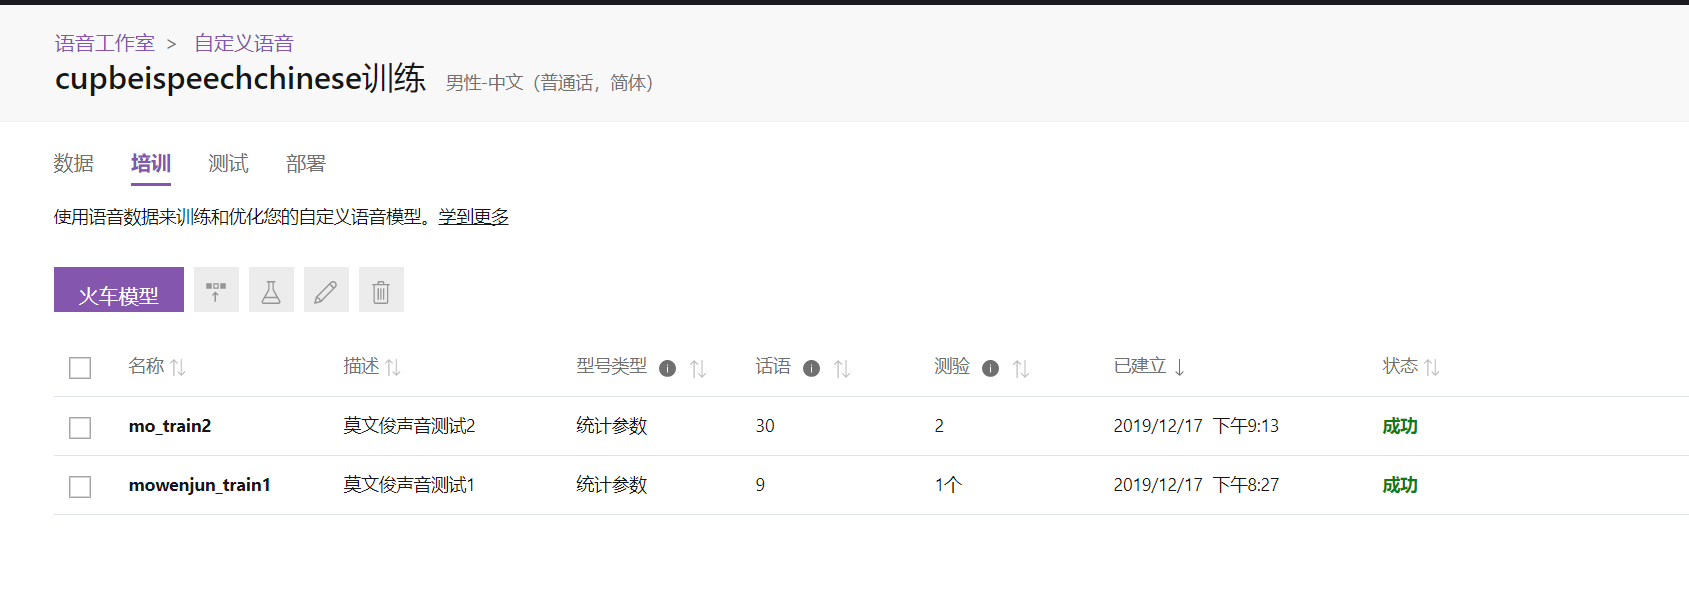 语音工作室 > 自定义语音
cupbeispeechchinese训练 男性-中文（普通话，简体）
数据 培训 测试 部署
使用语音数据来训练和优化您的自定义语音模型。学到更多
火车模型
名称 描述 型号类型 话语 测验 已建立 状态
mo_train2 莫文俊声音测试2 统计参数 30 2 2019/12/17 下午9:13 成功
mowenjun_train1 莫文俊声音测试1 统计参数 9 1个 2019/12/17 下午8:27 成功